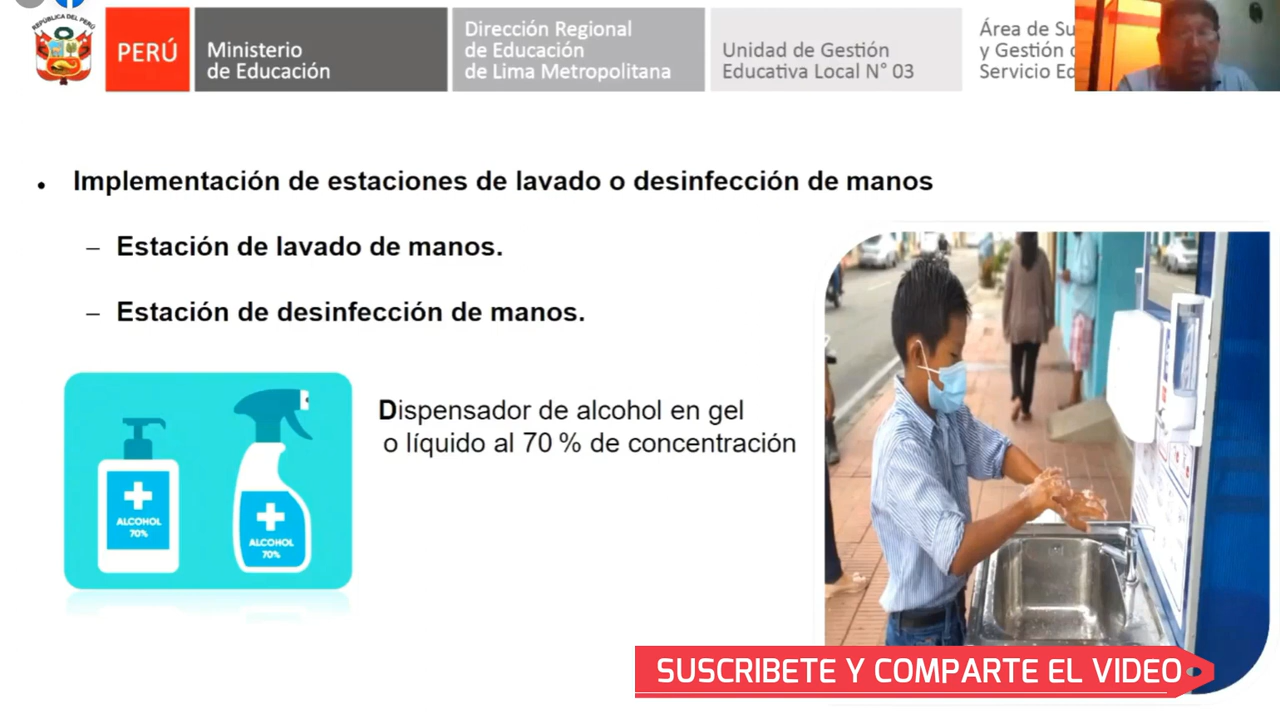 REPÚBLICA DEL PERÚ
PERÚ
Ministerio
de Educación
Dirección Regional
de Educación
de Lima Metropolitana
Unidad de Gestión
Educativa Local N° 03
Área de
y Gestión
Servicio
• Implementación de estaciones de lavado o desinfección de manos
– Estación de lavado de manos.
– Estación de desinfección de manos.
ALCOHOL
70%
ALCOHOL
70%
Dispensador de alcohol en gel
o líquido al 70 % de concentración
SUSCRIBETE Y COMPARTE EL VIDEO